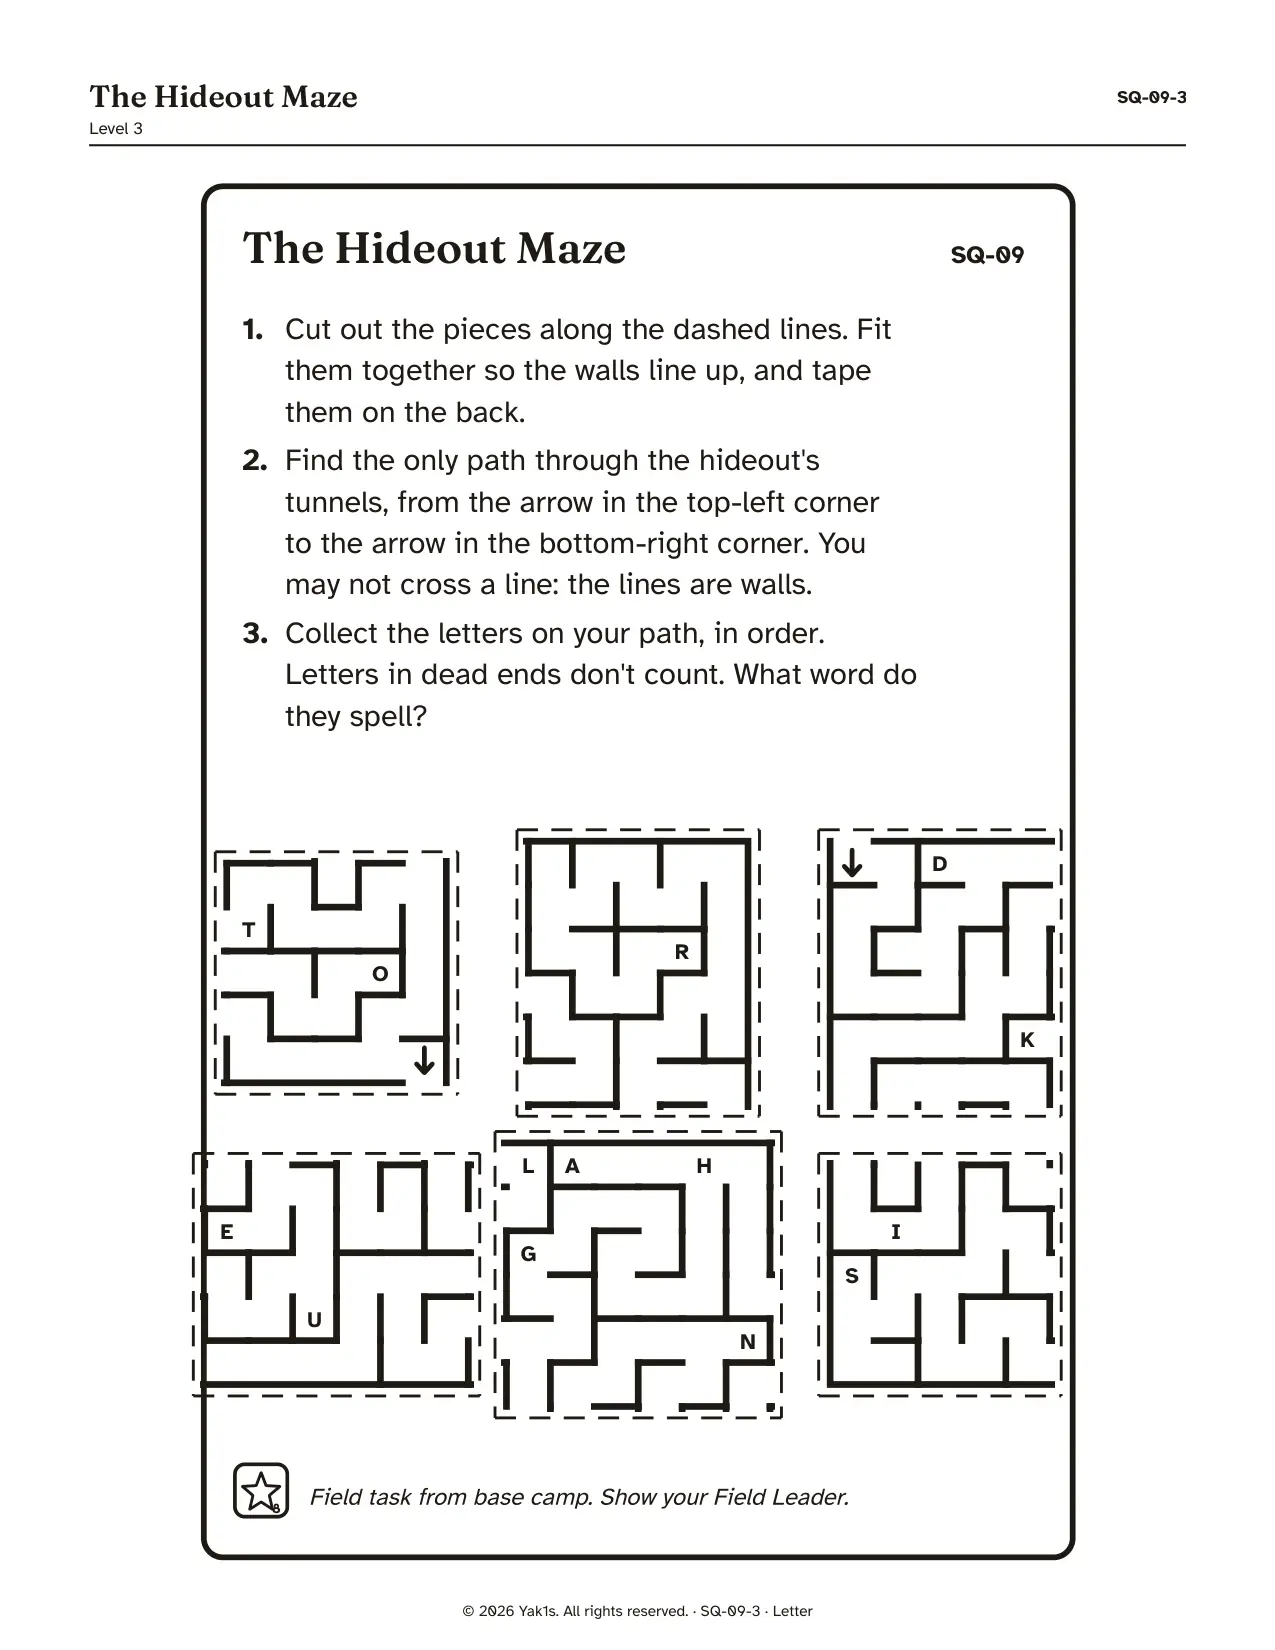 The Hideout Maze
SQ-09-3
Level 3
The Hideout Maze
SQ-09
1. Cut out the pieces along the dashed lines. Fit
them together so the walls line up, and tape
them on the back.
2. Find the only path through the hideout's
tunnels, from the arrow in the top-left corner
to the arrow in the bottom-right corner. You
may not cross a line: the lines are walls.
3. Collect the letters on your path, in order.
Letters in dead ends don't count. What word do
they spell?
T
O
R
D
K
E
U
L A H
G
N
I
S
8
Field task from base camp. Show your Field Leader.
© 2026 Yak1s. All rights reserved. · SQ-09-3 · Letter